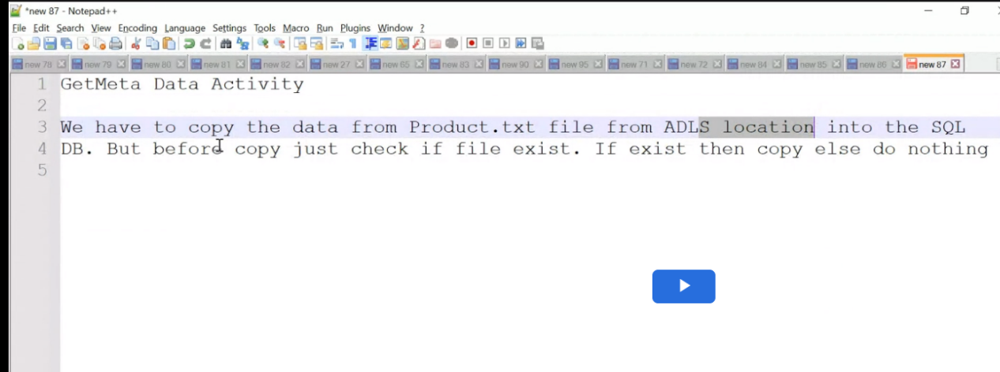 *new 87 - Notepad++
File Edit Search View Encoding Language Settings Tools Macro Run Plugins Window ?
new 78 new 79 new 80 new 81 new 82 new 27 new 65 new 83 new 90 new 95 new 71 new 72 new 84 new 85 new 86 new 87
1 GetMeta Data Activity
2
3 We have to copy the data from Product.txt file from ADLS location into the SQL
4 DB. But before copy just check if file exist. If exist then copy else do nothing
5